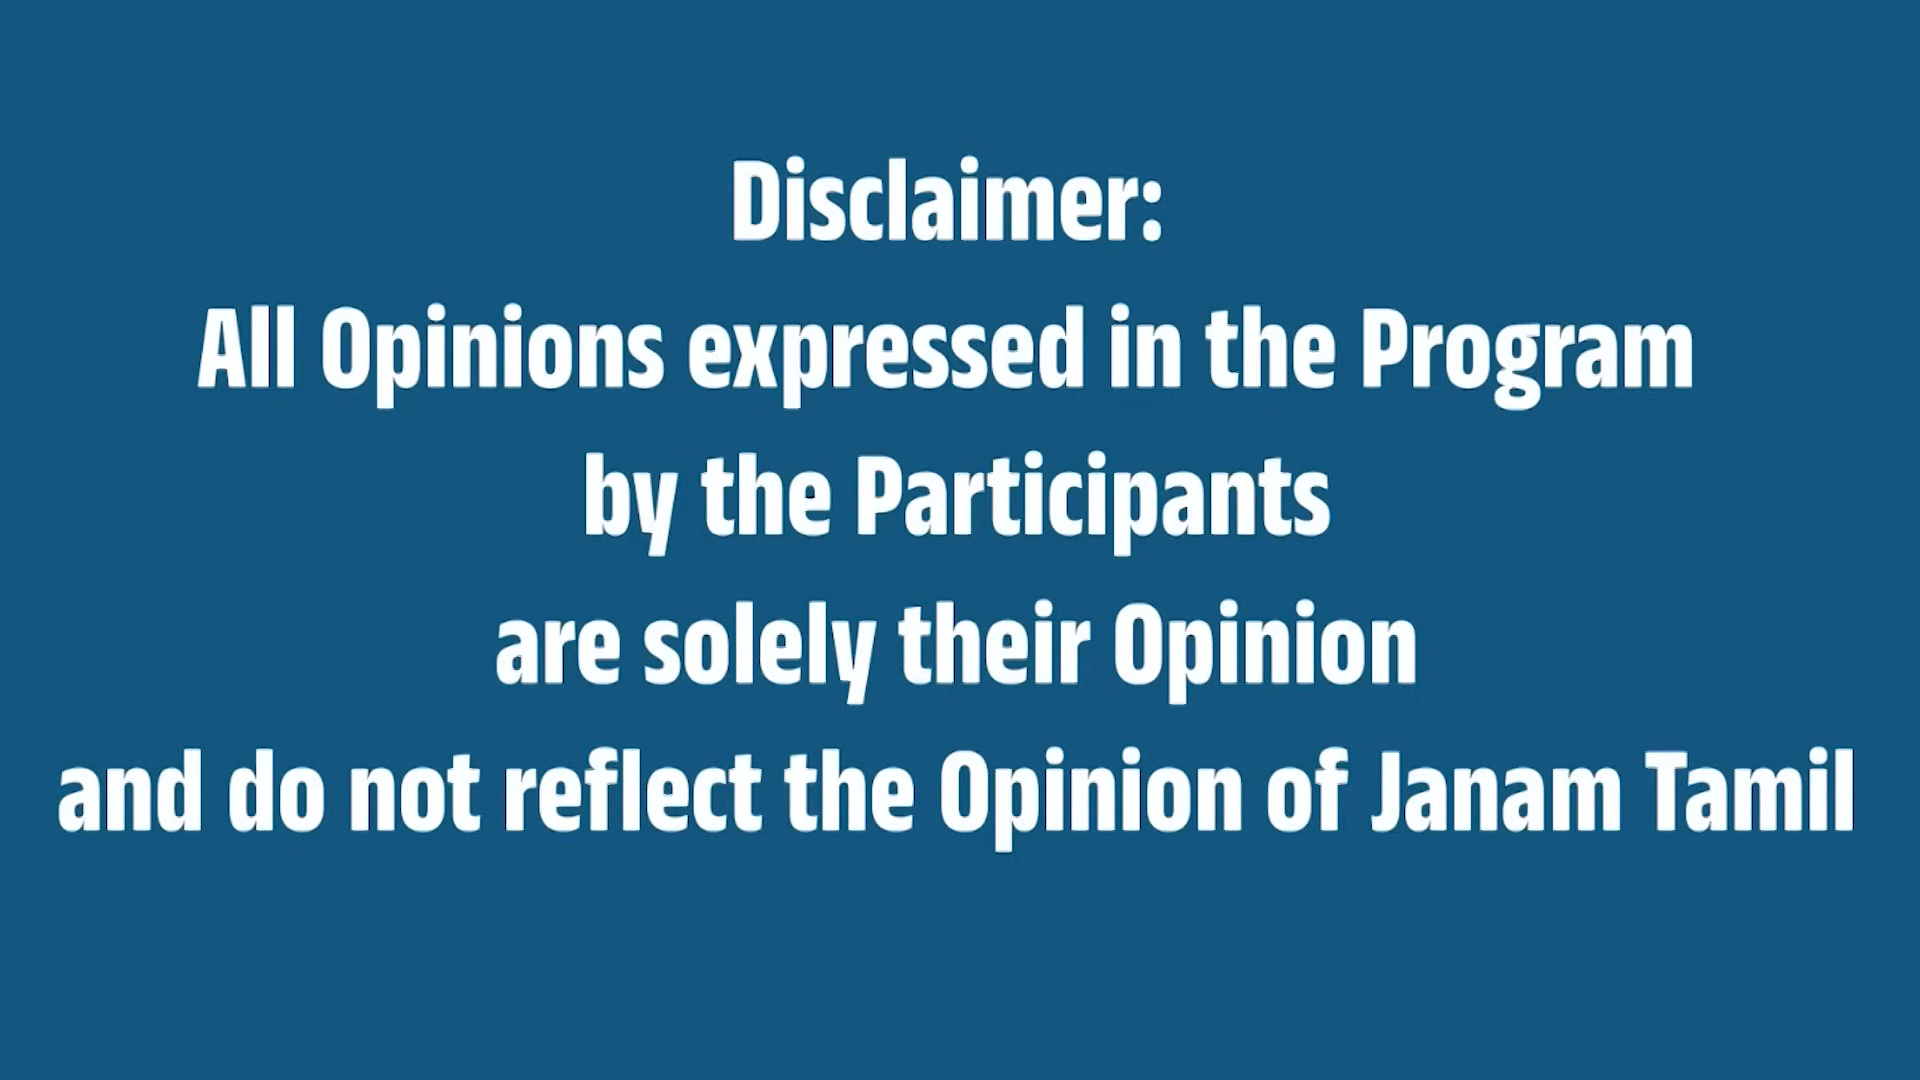 Disclaimer:
All Opinions expressed in the Program
by the Participants
are solely their Opinion
and do not reflect the Opinion of Janam Tamil